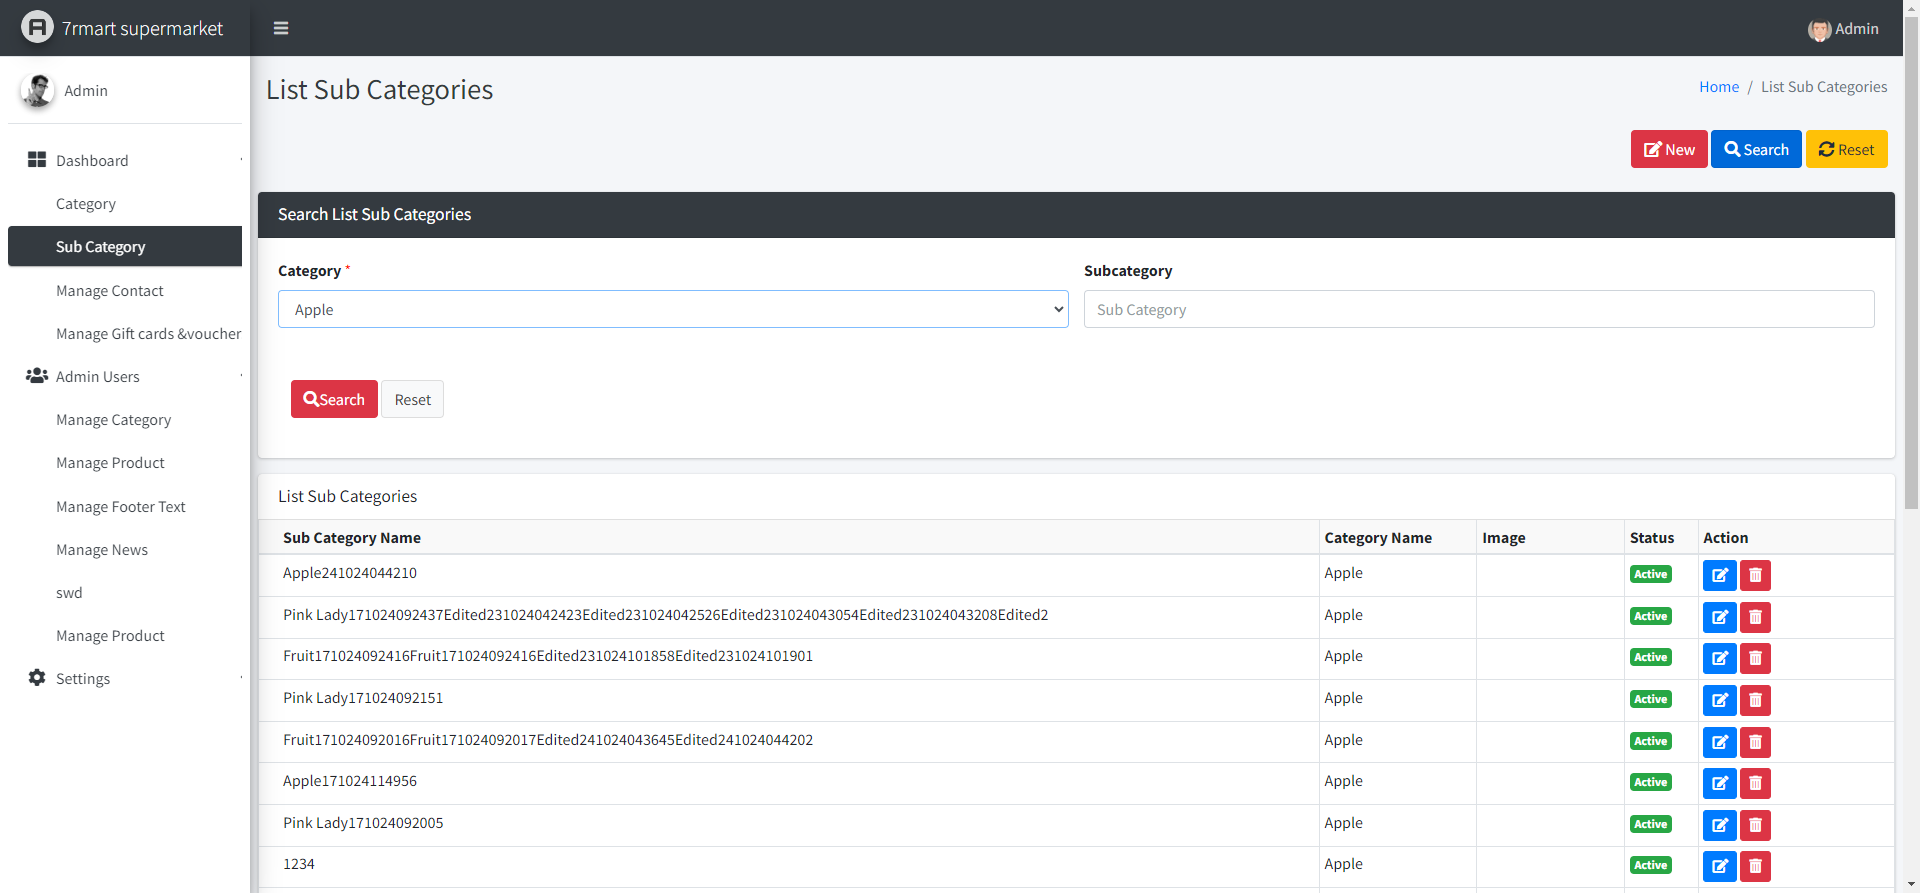 7rmart supermarket
Admin
Admin
List Sub Categories
Home / List Sub Categories
New Search Reset
Dashboard
Category
Sub Category
Manage Contact
Manage Gift cards &voucher
Admin Users
Manage Category
Manage Product
Manage Footer Text
Manage News
swd
Manage Product
Settings
Search List Sub Categories
Category * Subcategory
Apple Sub Category
Search Reset
List Sub Categories
Sub Category Name Category Name Image Status Action
Apple241024044210 Apple Active
Pink Lady171024092437Edited231024042423Edited231024042526Edited231024043054Edited231024043208Edited2 Apple Active
Fruit171024092416Fruit171024092416Edited231024101858Edited231024101901 Apple Active
Pink Lady171024092151 Apple Active
Fruit171024092016Fruit171024092017Edited241024043645Edited241024044202 Apple Active
Apple171024114956 Apple Active
Pink Lady171024092005 Apple Active
1234 Apple Active